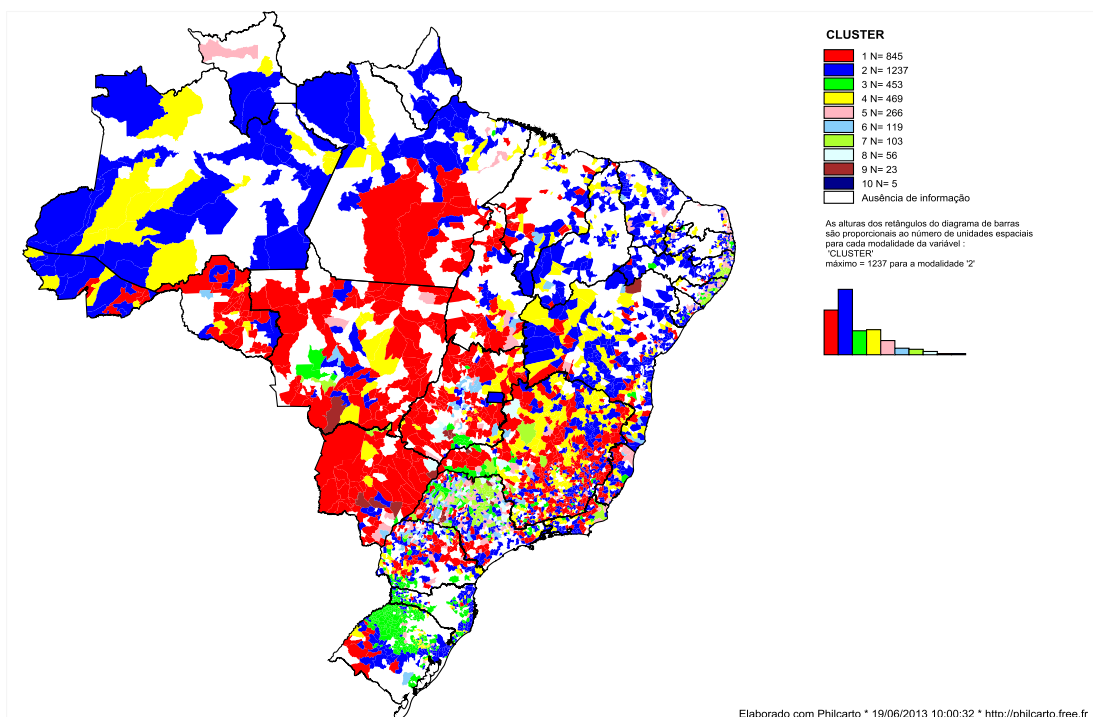 CLUSTER
1 N= 845
2 N= 1237
3 N= 453
4 N= 469
5 N= 266
6 N= 119
7 N= 103
8 N= 56
9 N= 23
10 N= 5
Ausência de informação
As alturas dos retângulos do diagrama de barras
são proporcionais ao número de unidades espaciais
para cada modalidade da variável :
'CLUSTER'
máximo = 1237 para a modalidade '2'
Elaborado com Philcarto * 19/06/2013 10:00:32 * http://philcarto.free.fr